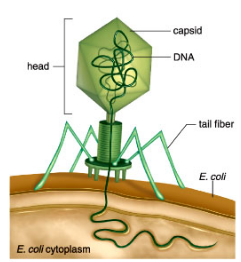 capsid
DNA
head
tail fiber
E. coli
E. coli cytoplasm